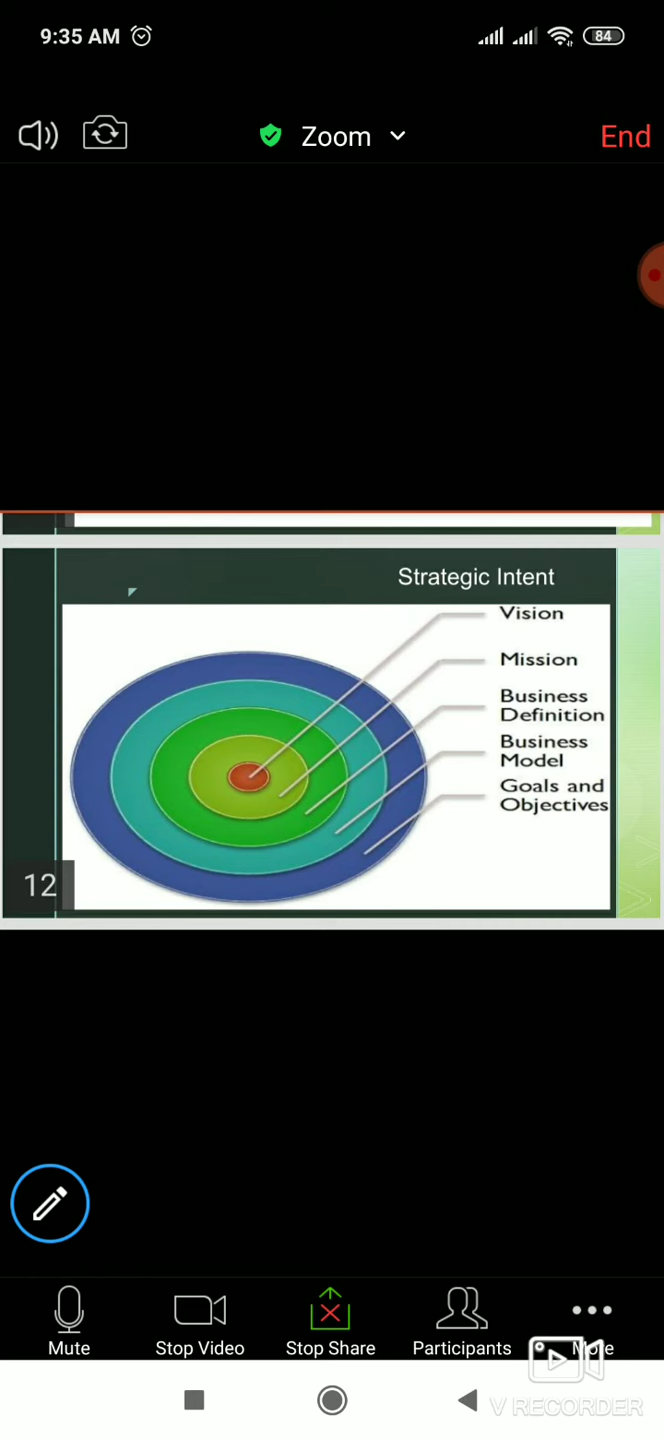 9:35 AM
84
Zoom
End
Strategic Intent
Vision
Mission
Business
Definition
Business
Model
Goals and
Objectives
12
Mute
Stop Video
Stop Share
Participants
More
V RECORDER